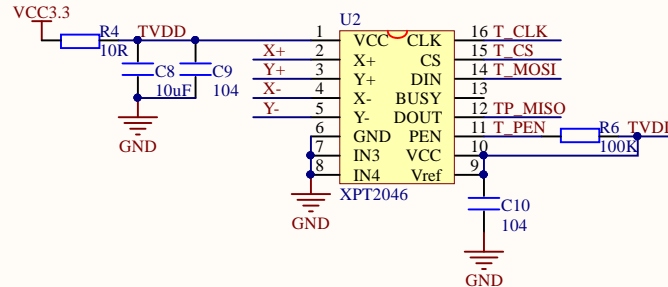 VCC3.3
R4
10R
TVDD
C8
10uF
C9
104
GND
U2
1 VCC CLK 16 T_CLK
X+ 2 X+ CS 15 T_CS
Y+ 3 Y+ DIN 14 T_MOSI
X- 4 X- BUSY 13
Y- 5 Y- DOUT 12 TP_MISO
6 GND PEN 11 T_PEN R6 TVDD
100K
7 IN3 VCC 10
8 IN4 Vref 9
XPT2046
GND
C10
104
GND